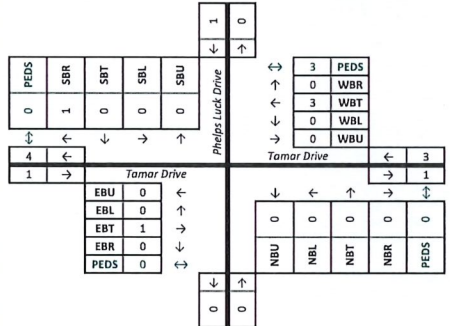 1 0
↓ ↑
PEDS SBR SBT SBL SBU
0 1 0 0 0
↕ ← ↓ → ↑
Phelps Luck Drive
↔ 3 PEDS
↑ 0 WBR
← 3 WBT
↓ 0 WBL
→ 0 WBU
4 ←
1 →
Tamar Drive
Tamar Drive
← 3
→ 1
EBU 0 ←
EBL 0 ↑
EBT 1 →
EBR 0 ↓
PEDS 0 ↔
↓ ← ↑ → ↕
0 0 0 0 0
NBU NBL NBT NBR PEDS
↓ ↑
0 0